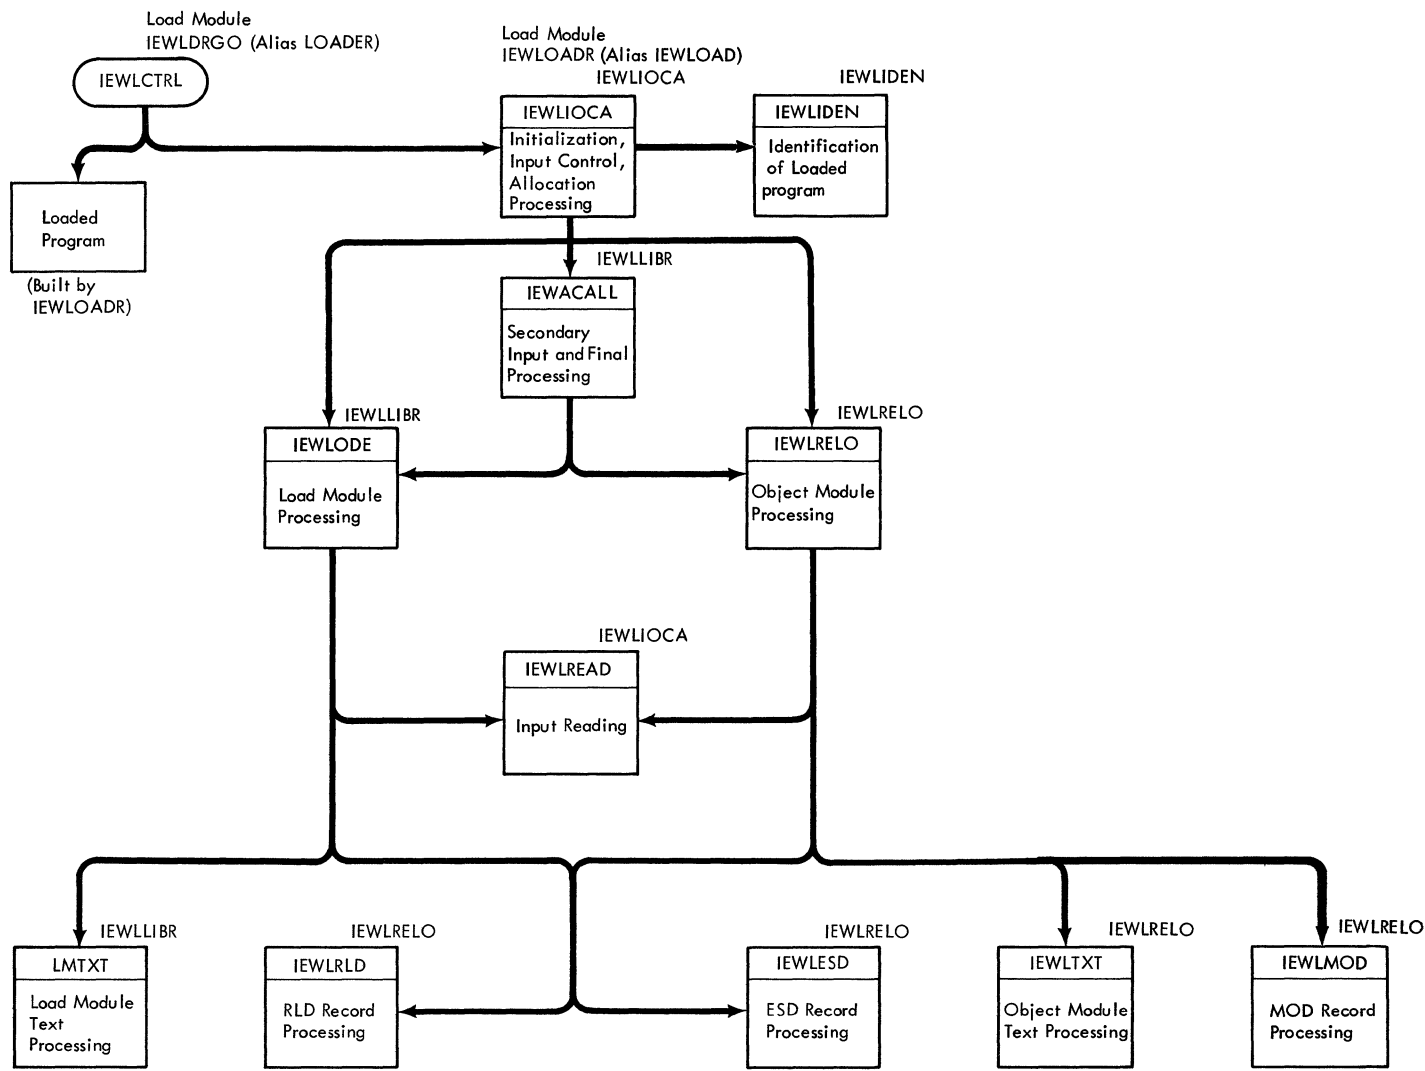 Load Module
IEWLDRGO (Alias LOADER)
IEWLCTRL
Loaded
Program
(Built by
IEWLOADR)
Load Module
IEWLOADR (Alias IEWLOAD)
IEWLIOCA
IEWLIOCA
Initialization,
Input Control,
Allocation
Processing
IEWLIDEN
IEWLIDEN
Identification
of Loaded
program
IEWLLIBR
IEWACALL
Secondary
Input and Final
Processing
IEWLLIBR
IEWLODE
Load Module
Processing
IEWLRELO
IEWLRELO
Object Module
Processing
IEWLIOCA
IEWLREAD
Input Reading
IEWLLIBR
LMTXT
Load Module
Text
Processing
IEWLRELO
IEWLRLD
RLD Record
Processing
IEWLRELO
IEWLESD
ESD Record
Processing
IEWLRELO
IEWLTXT
Object Module
Text Processing
IEWLRELO
IEWLMOD
MOD Record
Processing